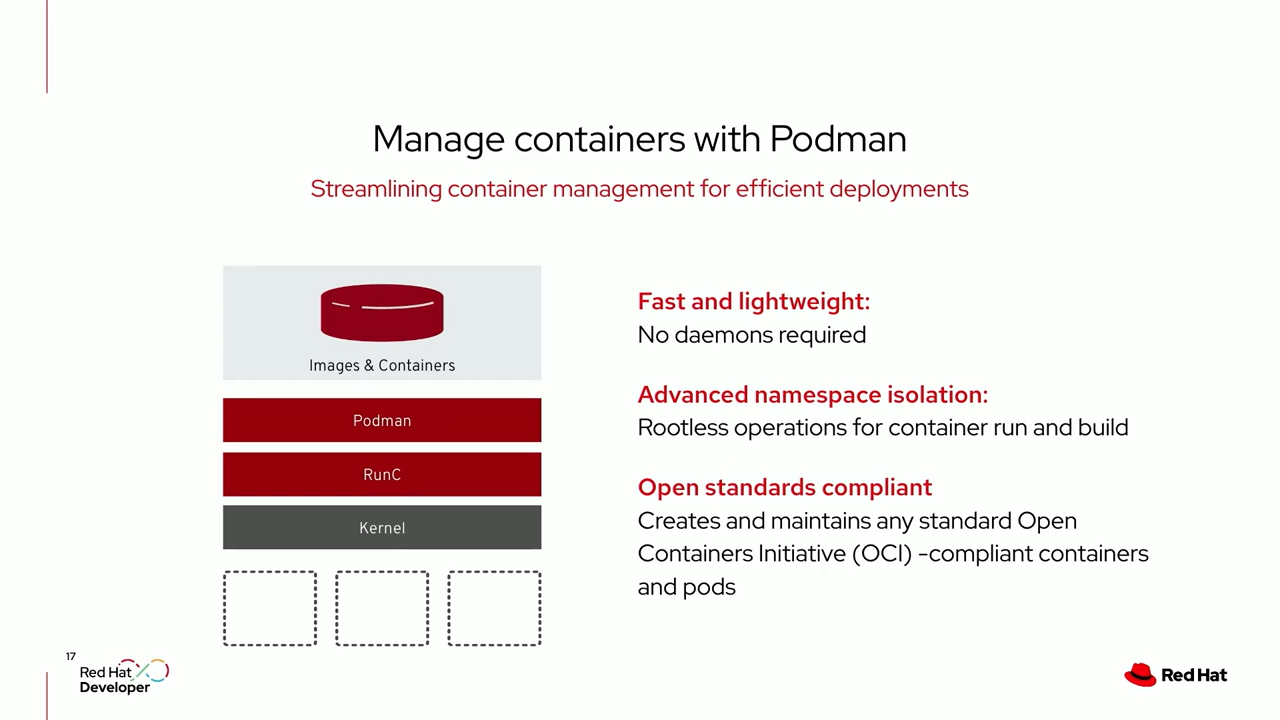 Manage containers with Podman
Streamlining container management for efficient deployments
Images & Containers
Podman
RunC
Kernel
Fast and lightweight:
No daemons required
Advanced namespace isolation:
Rootless operations for container run and build
Open standards compliant
Creates and maintains any standard Open
Containers Initiative (OCI) -compliant containers
and pods
17
Red Hat
Developer
Red Hat